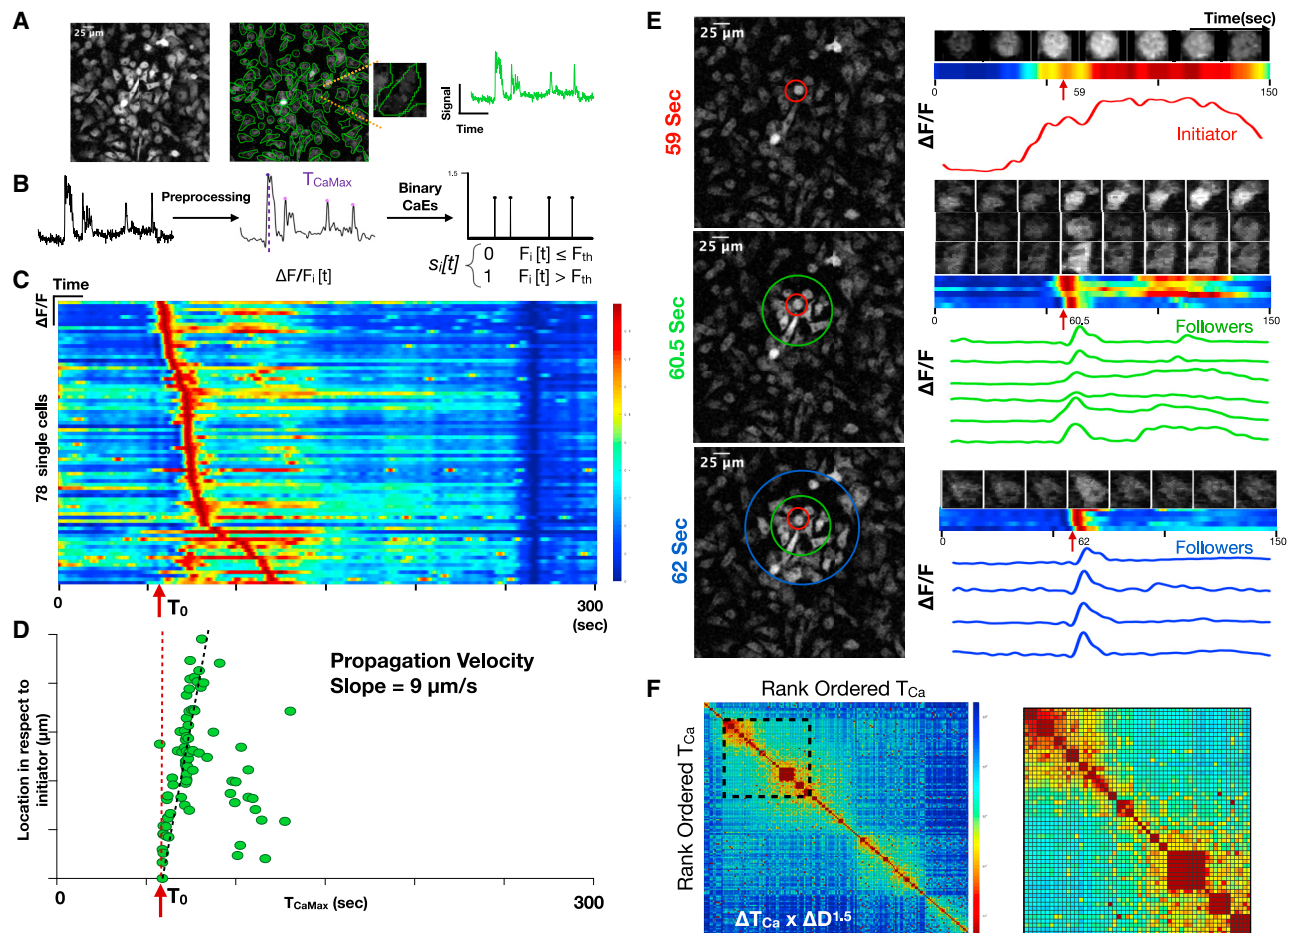 A
25 µm
Signal
Time
B
Preprocessing
TCaMax
Binary
CaEs
1.5
ΔF/Fi [t]
si[t]
0 Fi [t] ≤ Fth
1 Fi [t] > Fth
C
Time
ΔF/F
78 single cells
0
T0
300
(sec)
D
Propagation Velocity
Slope = 9 µm/s
Location in respect to
initiator (µm)
0
T0
TCaMax (sec)
300
E
25 µm
59 Sec
Time(sec)
0
59
150
ΔF/F
Initiator
25 µm
60.5 Sec
0
60.5
150
Followers
ΔF/F
25 µm
62 Sec
0
62
150
Followers
ΔF/F
F
Rank Ordered TCa
Rank Ordered TCa
ΔTCa x ΔD1.5